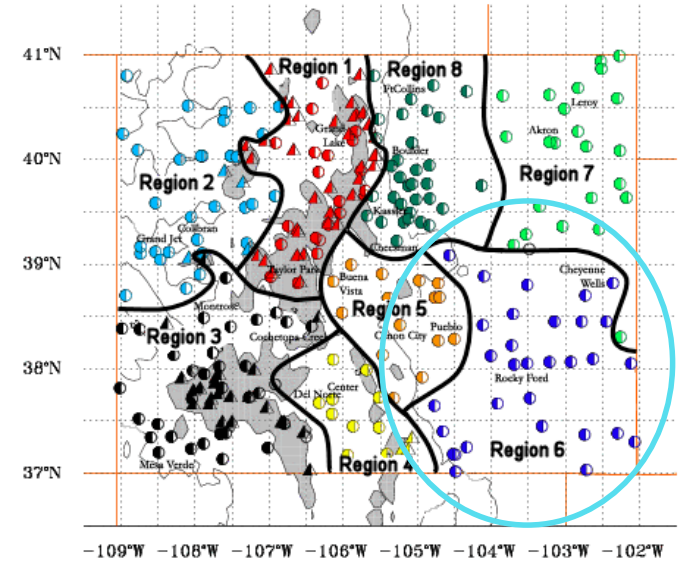 41°N
Region 1
Region 8
FtCollins
Leroy
Grand
Lake
Akron
40°N
Boulder
Region 7
Region 2
Kassler
Collbran
Grand Jct
Cheesman
39°N
Taylor Park
Buena
Vista
Cheyenne
Wells
Montrose
Region 5
Region 3
Cochetopa Creek
Canon City
Pueblo
38°N
Rocky Ford
Del Norte
Center
Region 6
Mesa Verde
Region 4
37°N
-109°W -108°W -107°W -106°W -105°W -104°W -103°W -102°W